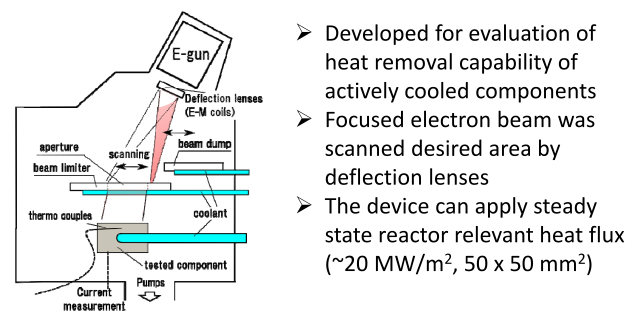 E-gun
Deflection lenses
(E-M coils)
beam dump
scanning
aperture
beam limiter
coolant
thermo couples
tested component
Pumps
Current
measurement
➢ Developed for evaluation of
heat removal capability of
actively cooled components
➢ Focused electron beam was
scanned desired area by
deflection lenses
➢ The device can apply steady
state reactor relevant heat flux
(~20 MW/m², 50 x 50 mm²)